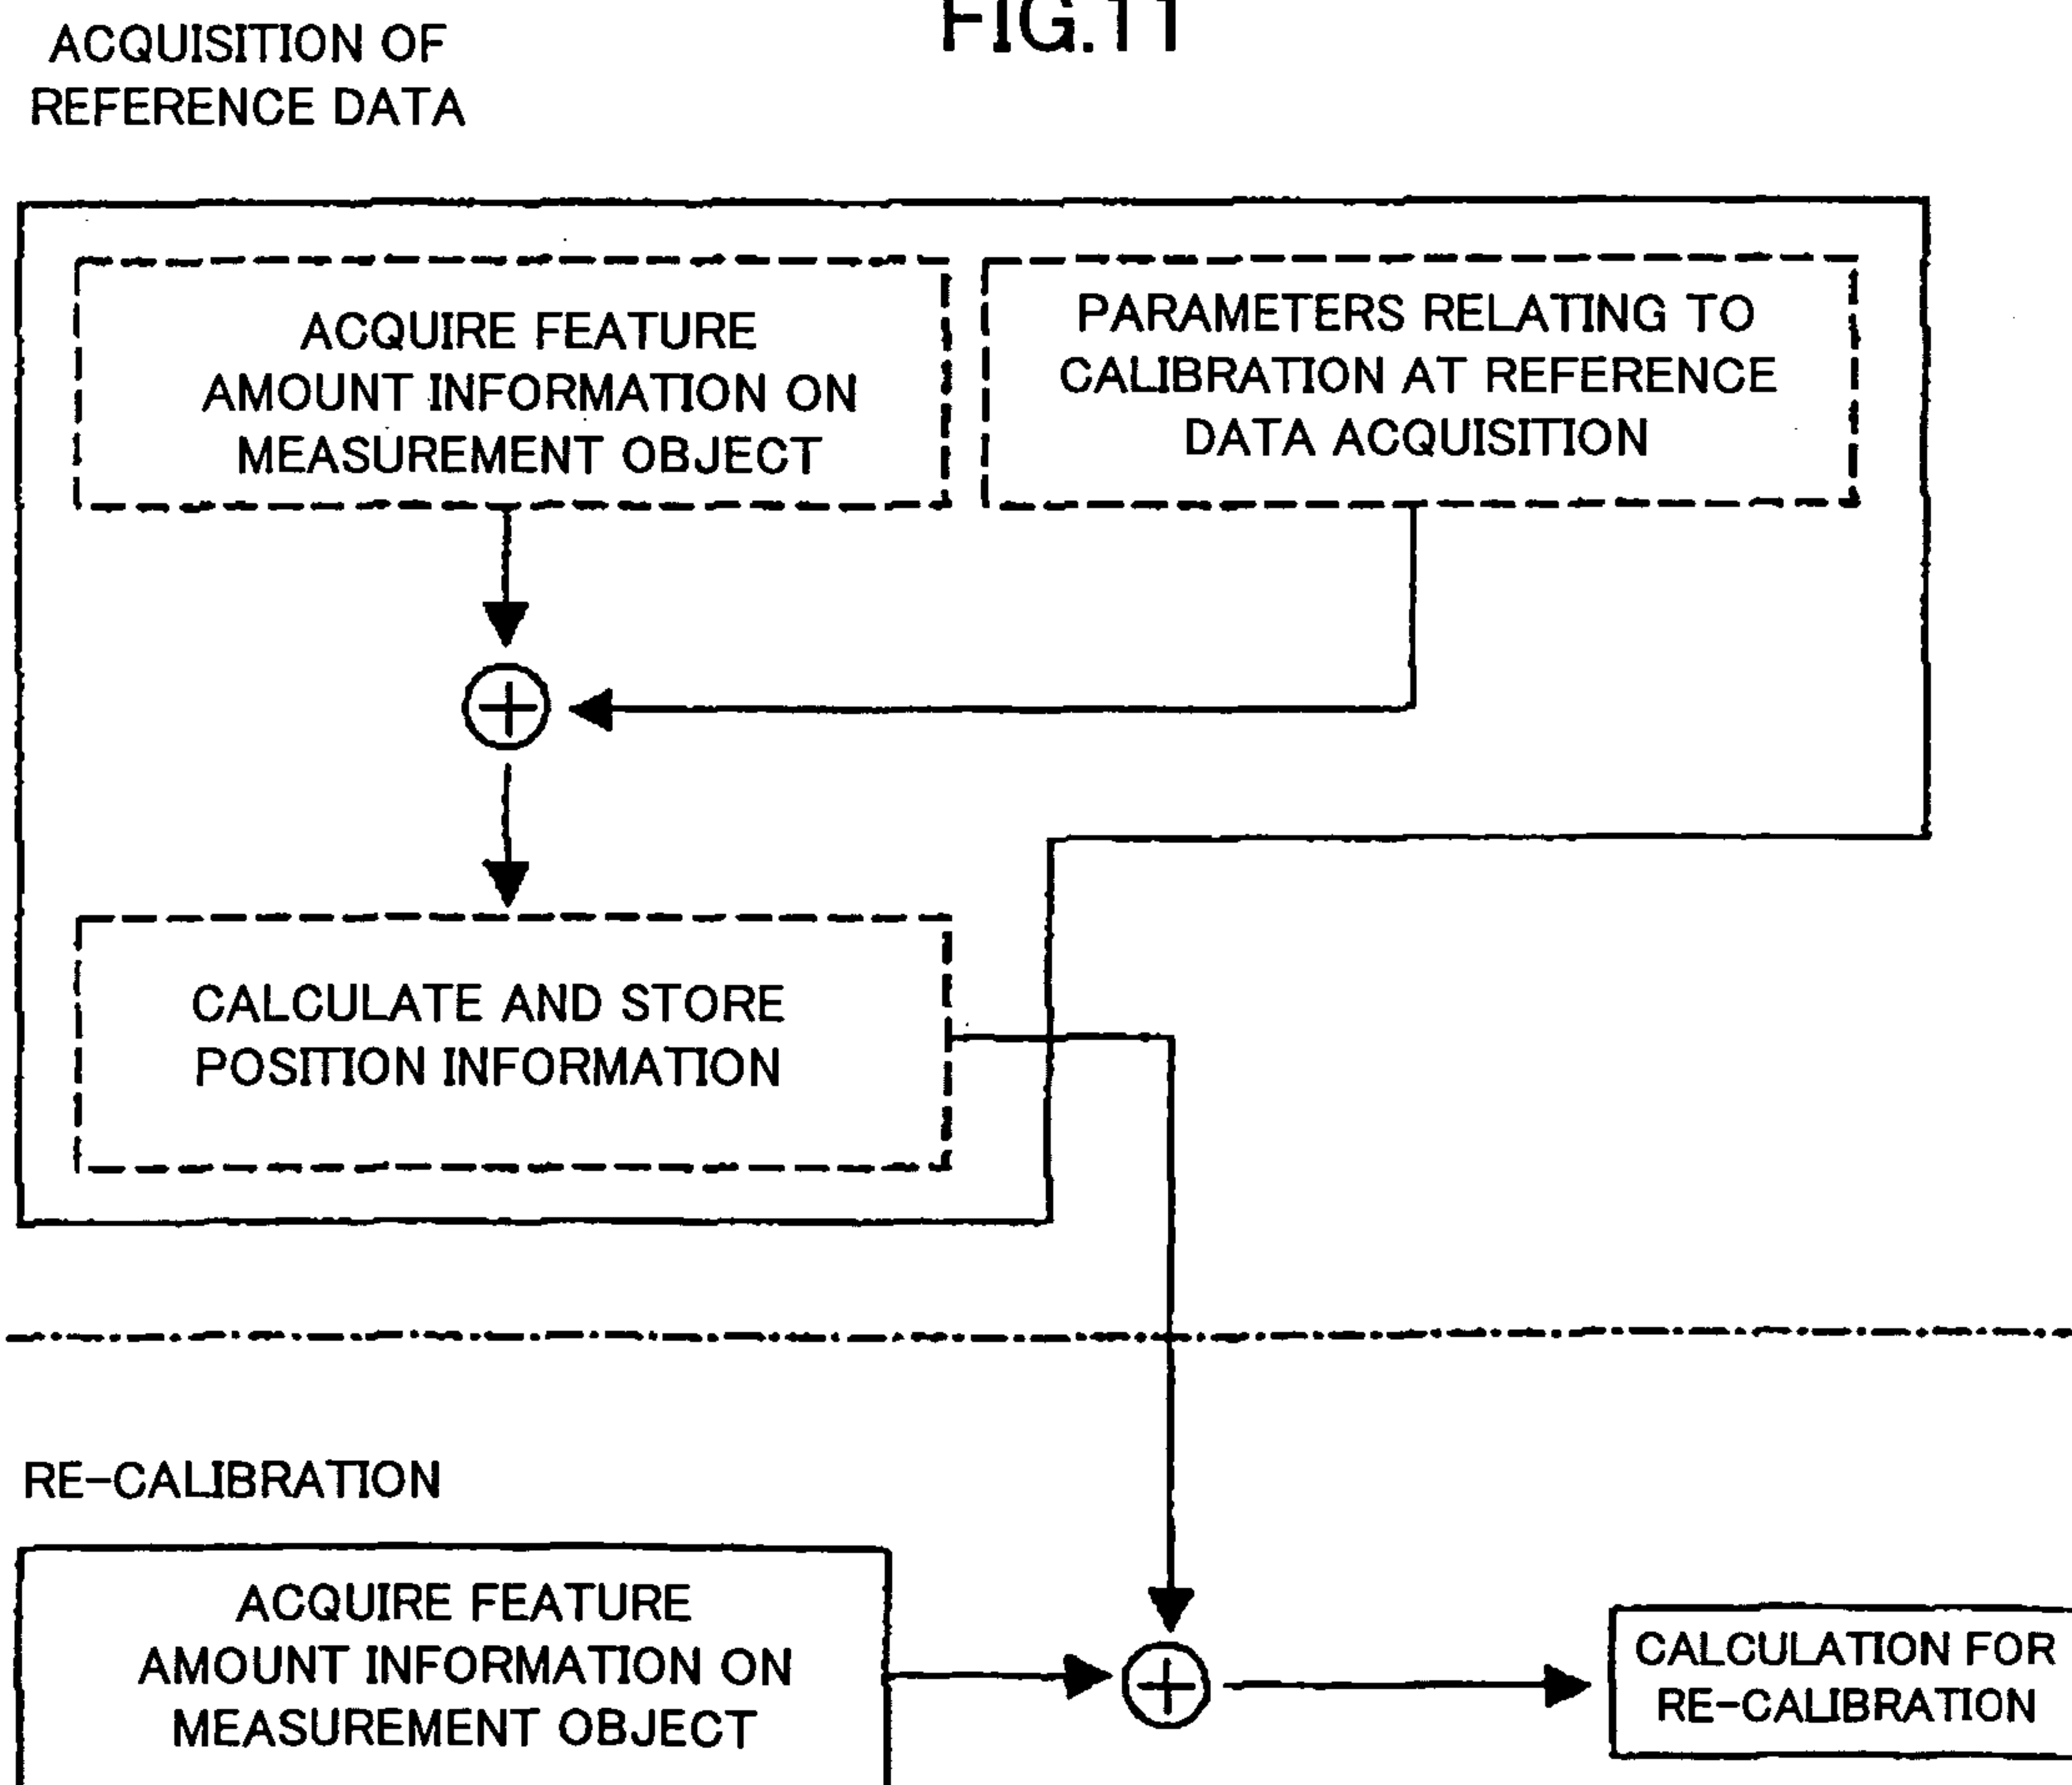 FIG.11
ACQUISITION OF
REFERENCE DATA
ACQUIRE FEATURE
AMOUNT INFORMATION ON
MEASUREMENT OBJECT
PARAMETERS RELATING TO
CALIBRATION AT REFERENCE
DATA ACQUISITION
CALCULATE AND STORE
POSITION INFORMATION
RE-CALIBRATION
ACQUIRE FEATURE
AMOUNT INFORMATION ON
MEASUREMENT OBJECT
CALCULATION FOR
RE-CALIBRATION